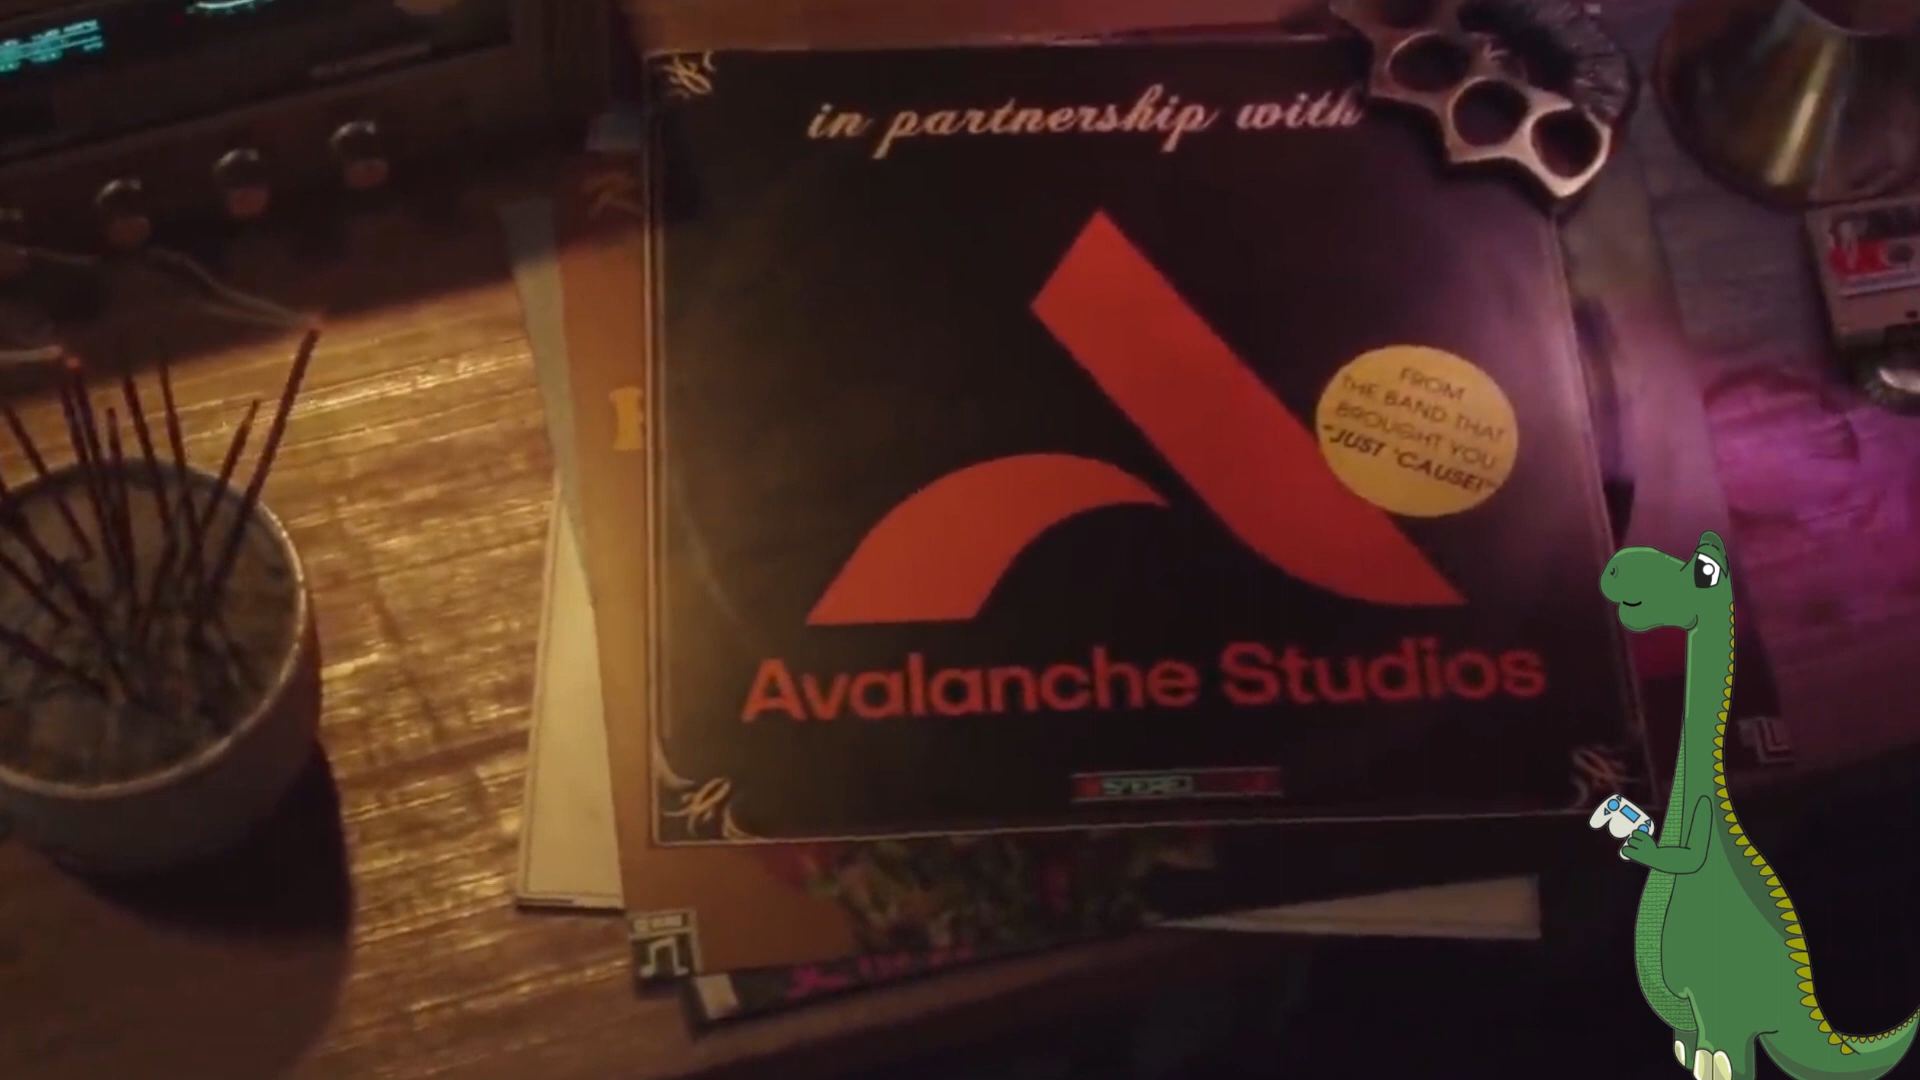 in partnership with
FROM
THE BAND THAT
BROUGHT YOU
"JUST 'CAUSE!"
Avalanche Studios